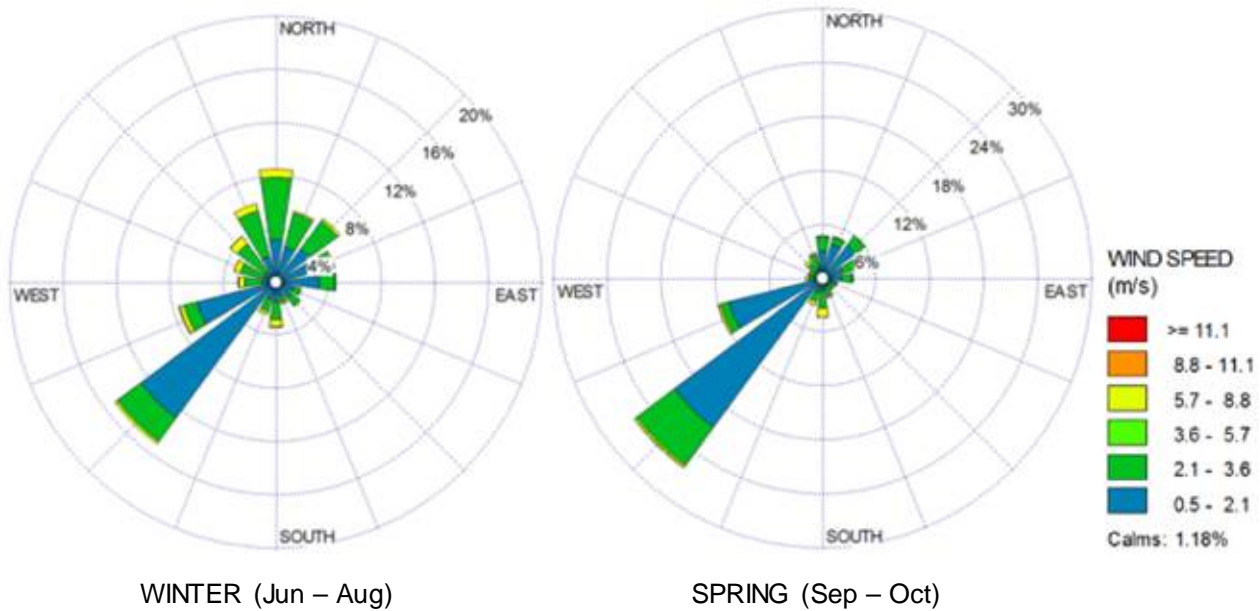 NORTH
20%
16%
12%
8%
4%
WEST
EAST
SOUTH
WINTER (Jun – Aug)
NORTH
30%
24%
18%
12%
6%
WEST
EAST
SOUTH
SPRING (Sep – Oct)
WIND SPEED
(m/s)
>= 11.1
8.8 - 11.1
5.7 - 8.8
3.6 - 5.7
2.1 - 3.6
0.5 - 2.1
Calms: 1.18%